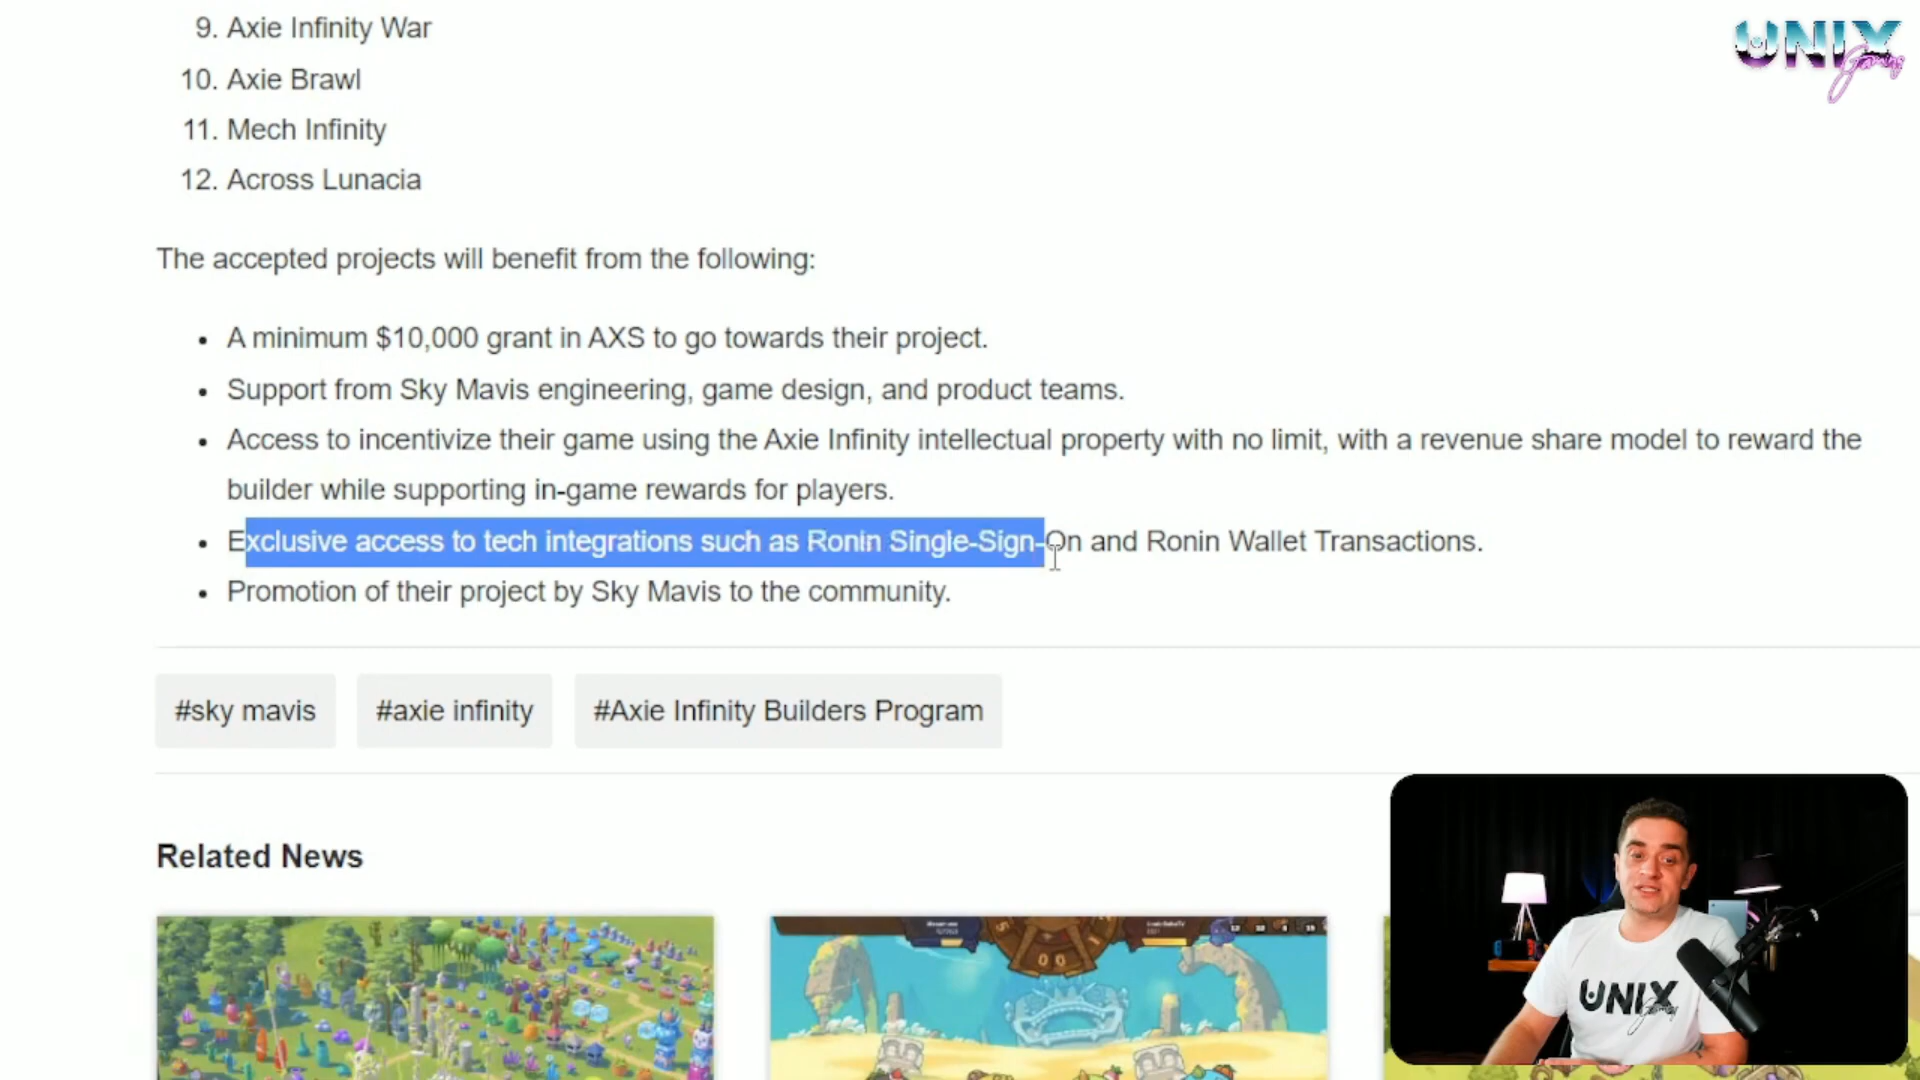 UNIX
Gaming
9. Axie Infinity War
10. Axie Brawl
11. Mech Infinity
12. Across Lunacia
The accepted projects will benefit from the following:
• A minimum $10,000 grant in AXS to go towards their project.
• Support from Sky Mavis engineering, game design, and product teams.
• Access to incentivize their game using the Axie Infinity intellectual property with no limit, with a revenue share model to reward the
builder while supporting in-game rewards for players.
• Exclusive access to tech integrations such as Ronin Single-Sign-On and Ronin Wallet Transactions.
• Promotion of their project by Sky Mavis to the community.
#sky mavis #axie infinity #Axie Infinity Builders Program
Related News
UNIX
Gaming